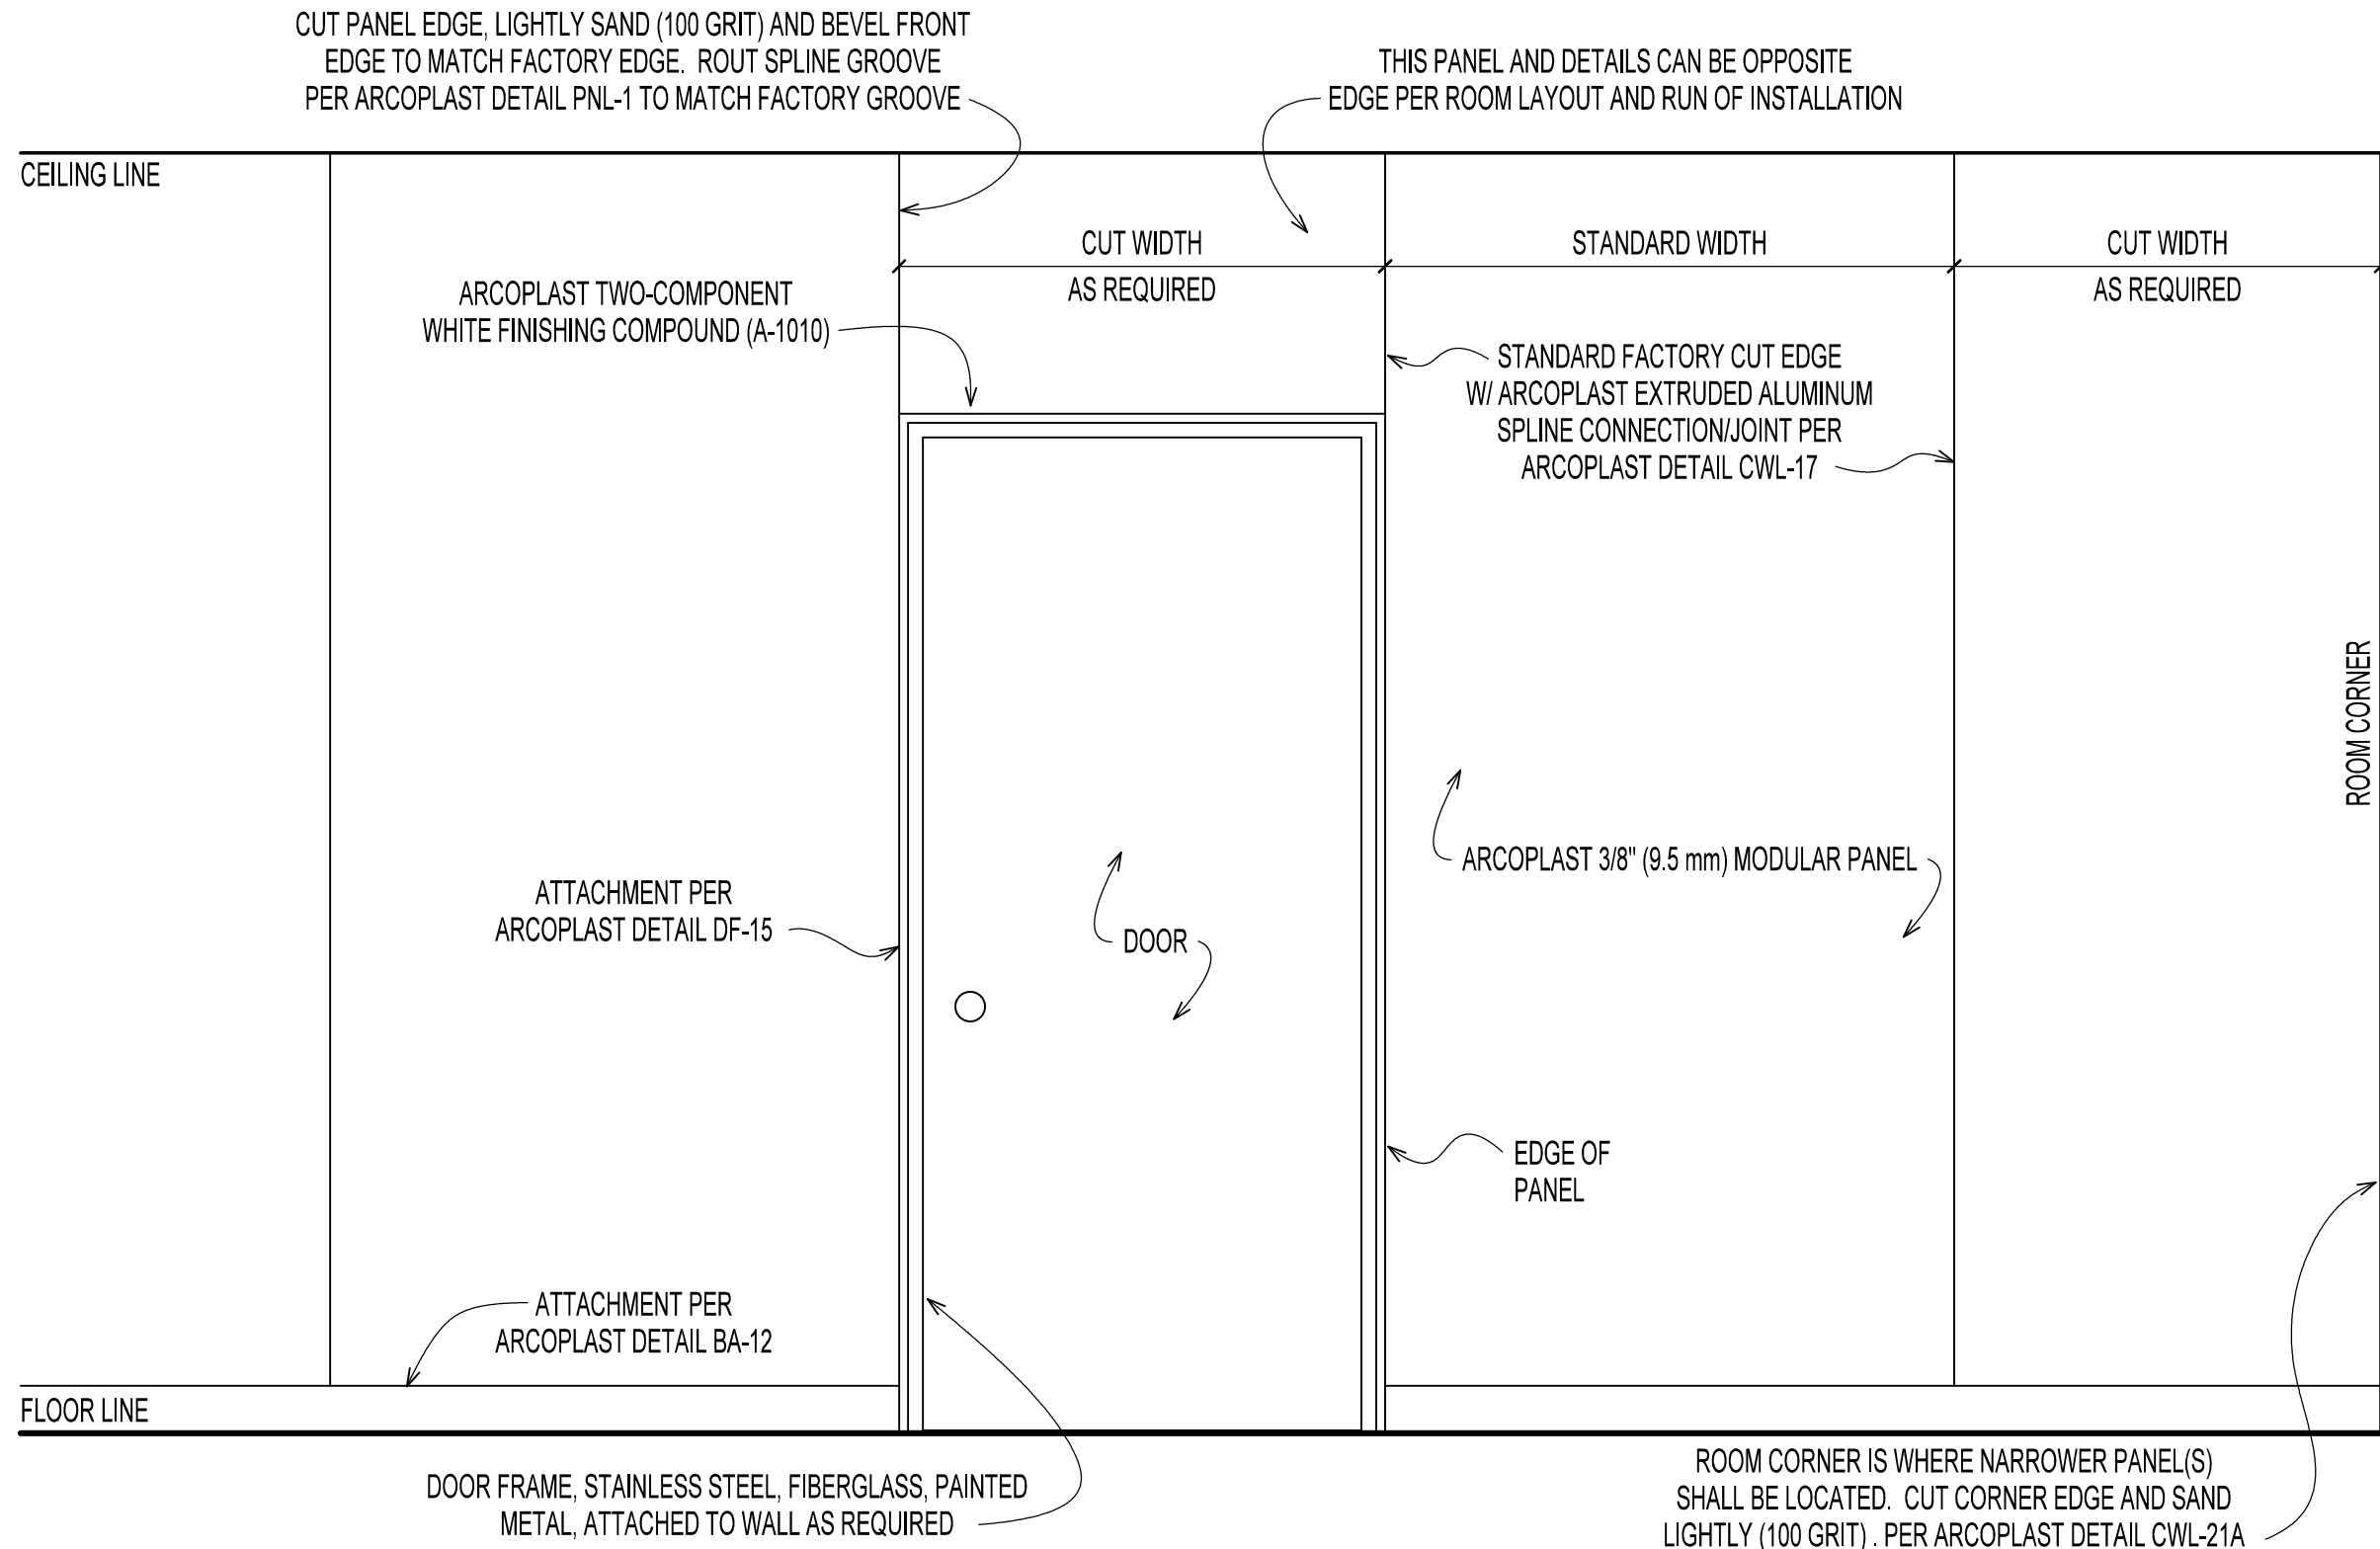 CUT PANEL EDGE, LIGHTLY SAND (100 GRIT) AND BEVEL FRONT
EDGE TO MATCH FACTORY EDGE. ROUT SPLINE GROOVE
PER ARCOPLAST DETAIL PNL-1 TO MATCH FACTORY GROOVE
THIS PANEL AND DETAILS CAN BE OPPOSITE
EDGE PER ROOM LAYOUT AND RUN OF INSTALLATION
CEILING LINE
CUT WIDTH
AS REQUIRED
STANDARD WIDTH
CUT WIDTH
AS REQUIRED
ARCOPLAST TWO-COMPONENT
WHITE FINISHING COMPOUND (A-1010)
STANDARD FACTORY CUT EDGE
W/ ARCOPLAST EXTRUDED ALUMINUM
SPLINE CONNECTION/JOINT PER
ARCOPLAST DETAIL CWL-17
ROOM CORNER
ARCOPLAST 3/8" (9.5 mm) MODULAR PANEL
ATTACHMENT PER
ARCOPLAST DETAIL DF-15
DOOR
EDGE OF
PANEL
ATTACHMENT PER
ARCOPLAST DETAIL BA-12
FLOOR LINE
DOOR FRAME, STAINLESS STEEL, FIBERGLASS, PAINTED
METAL, ATTACHED TO WALL AS REQUIRED
ROOM CORNER IS WHERE NARROWER PANEL(S)
SHALL BE LOCATED. CUT CORNER EDGE AND SAND
LIGHTLY (100 GRIT) . PER ARCOPLAST DETAIL CWL-21A